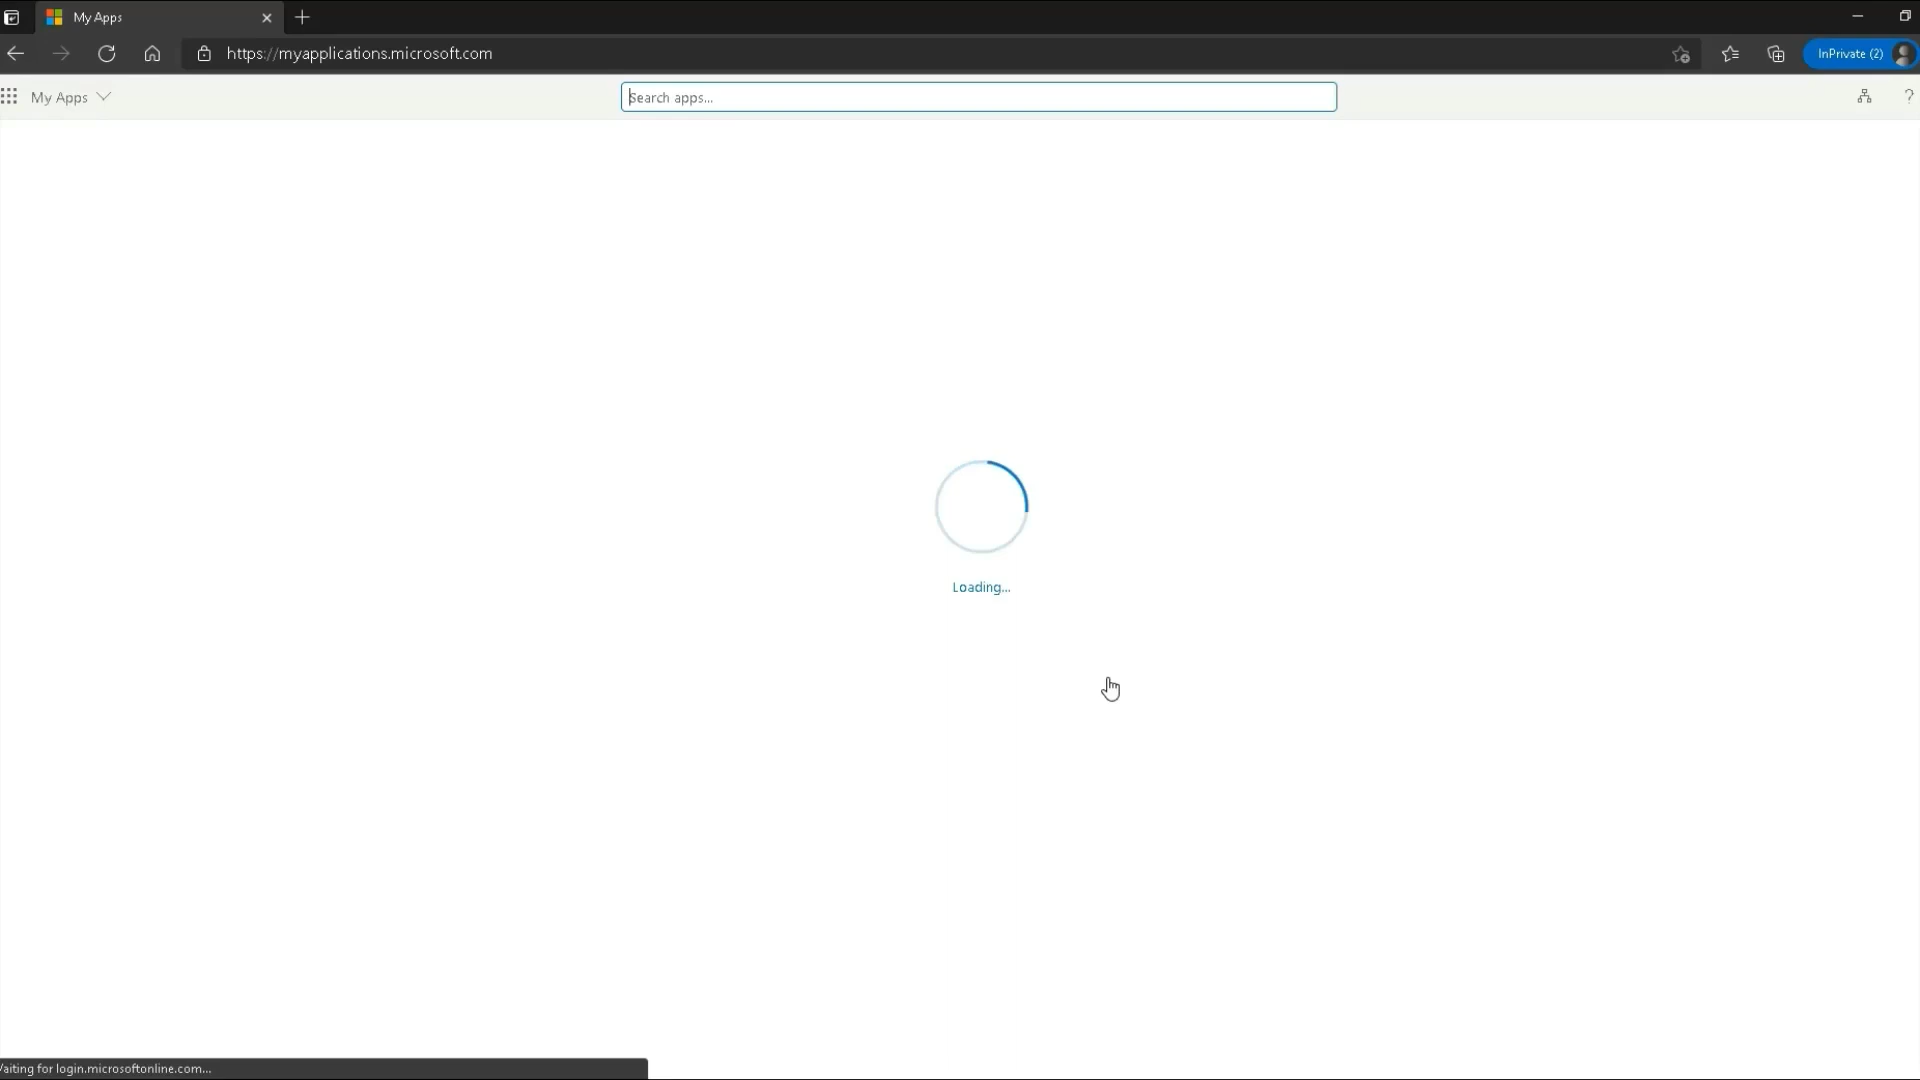 My Apps
https://myapplications.microsoft.com
InPrivate (2)
My Apps
Search apps...
?
Loading...
aiting for login.microsoftonline.com...